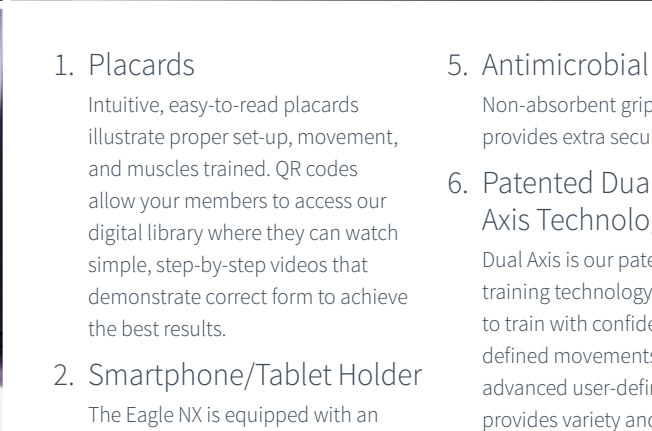 1. Placards
Intuitive, easy-to-read placards
illustrate proper set-up, movement,
and muscles trained. QR codes
allow your members to access our
digital library where they can watch
simple, step-by-step videos that
demonstrate correct form to achieve
the best results.
2. Smartphone/Tablet Holder
The Eagle NX is equipped with an
5. Antimicrobial
Non-absorbent grip
provides extra secu
6. Patented Dua
Axis Technolo
Dual Axis is our pate
training technology
to train with confide
defined movements
advanced user-defi
provides variety and